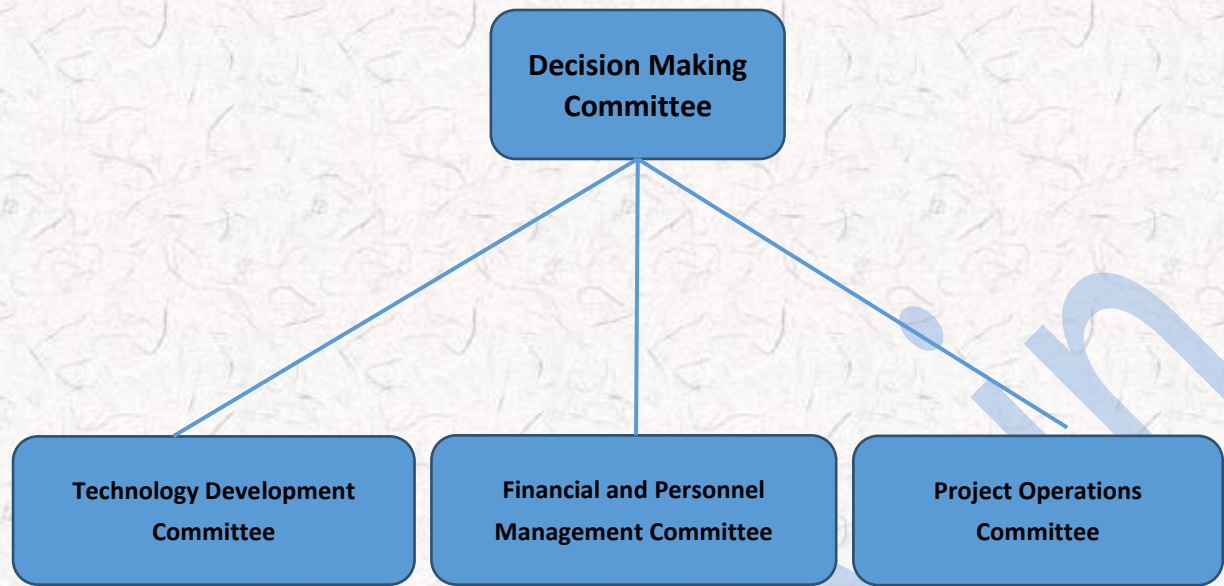 Decision Making
Committee
Technology Development
Committee
Financial and Personnel
Management Committee
Project Operations
Committee